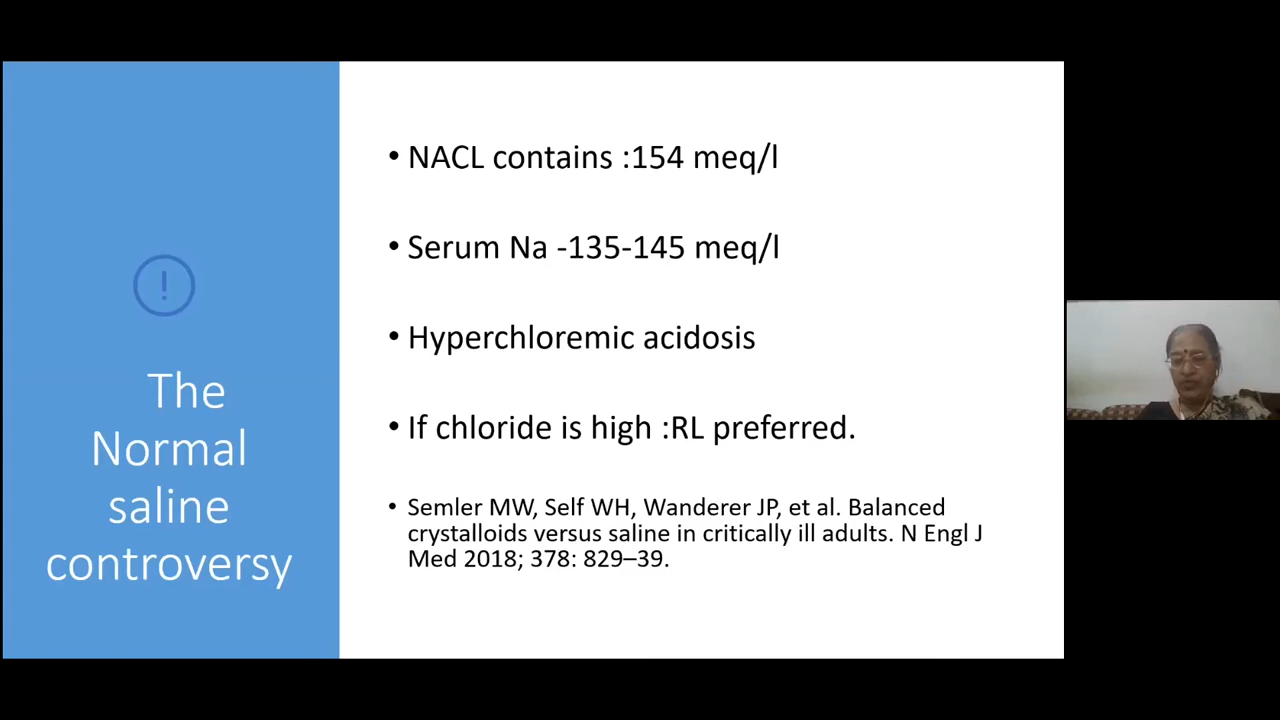 The
Normal
saline
controversy
• NACL contains :154 meq/l
• Serum Na -135-145 meq/l
• Hyperchloremic acidosis
• If chloride is high :RL preferred.
• Semler MW, Self WH, Wanderer JP, et al. Balanced
crystalloids versus saline in critically ill adults. N Engl J
Med 2018; 378: 829–39.